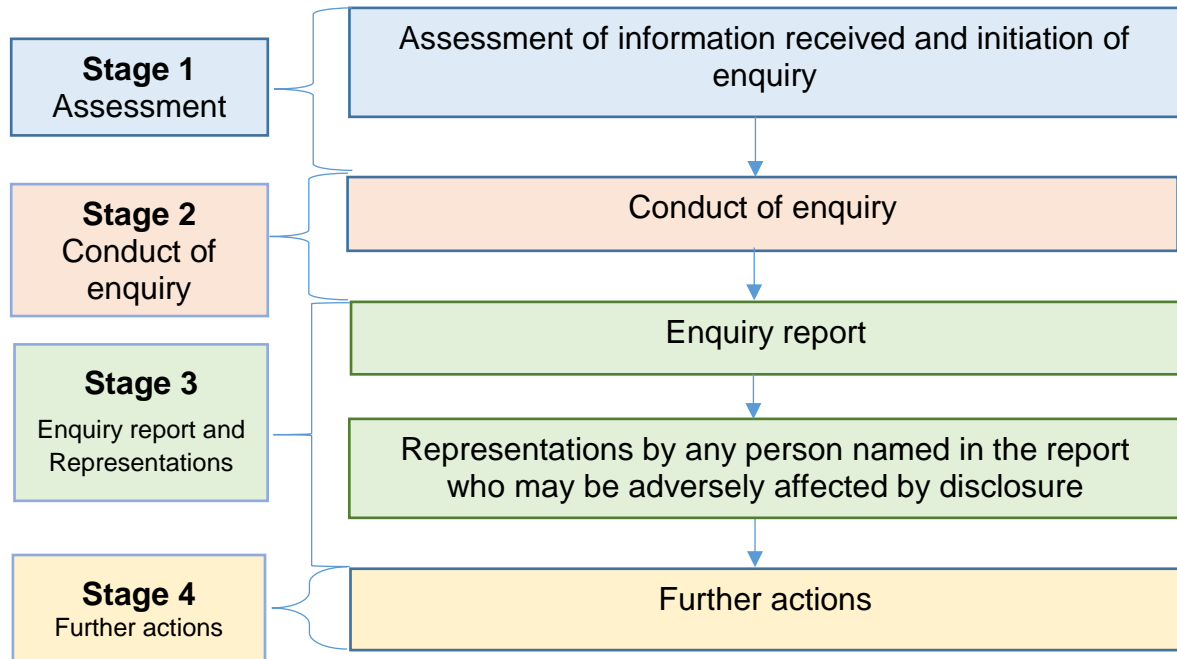 Stage 1
Assessment
Assessment of information received and initiation of
enquiry
Stage 2
Conduct of
enquiry
Conduct of enquiry
Stage 3
Enquiry report and
Representations
Enquiry report
Representations by any person named in the report
who may be adversely affected by disclosure
Stage 4
Further actions
Further actions